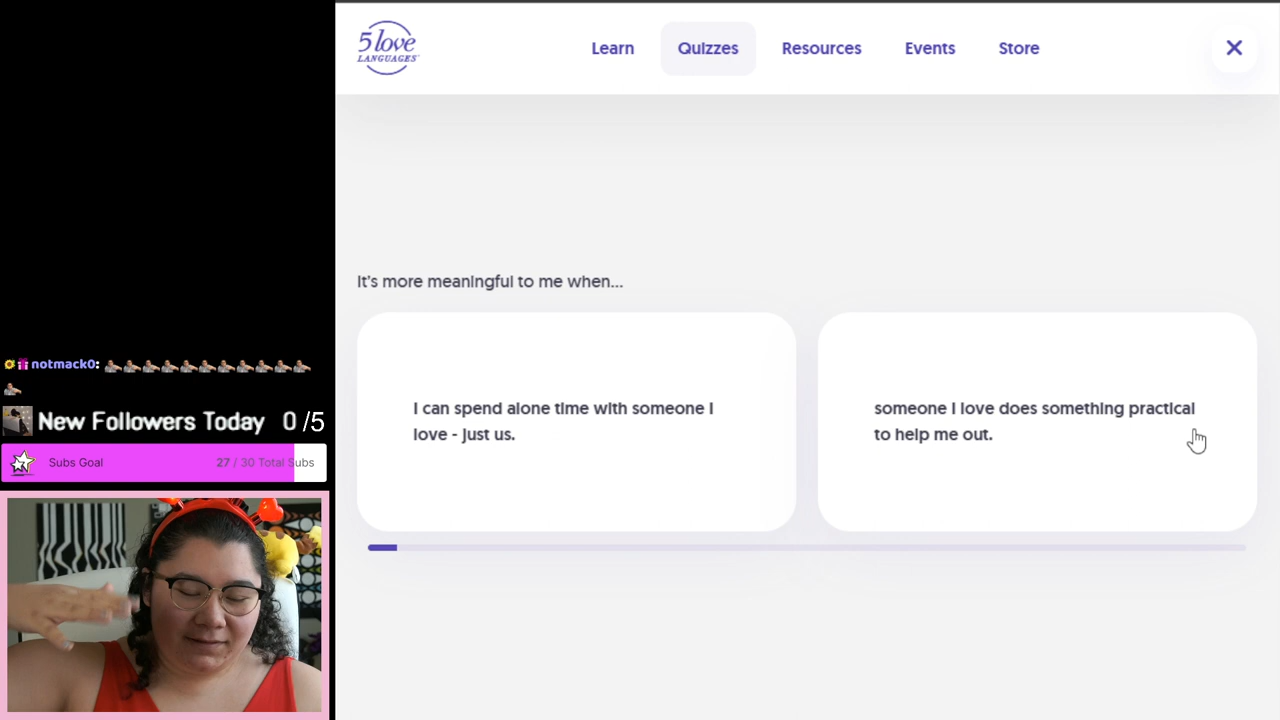 5 love
LANGUAGES
Learn
Quizzes
Resources
Events
Store
It's more meaningful to me when...
I can spend alone time with someone I
love - just us.
someone I love does something practical
to help me out.
notmack0:
New Followers Today 0 /5
Subs Goal 27 / 30 Total Subs